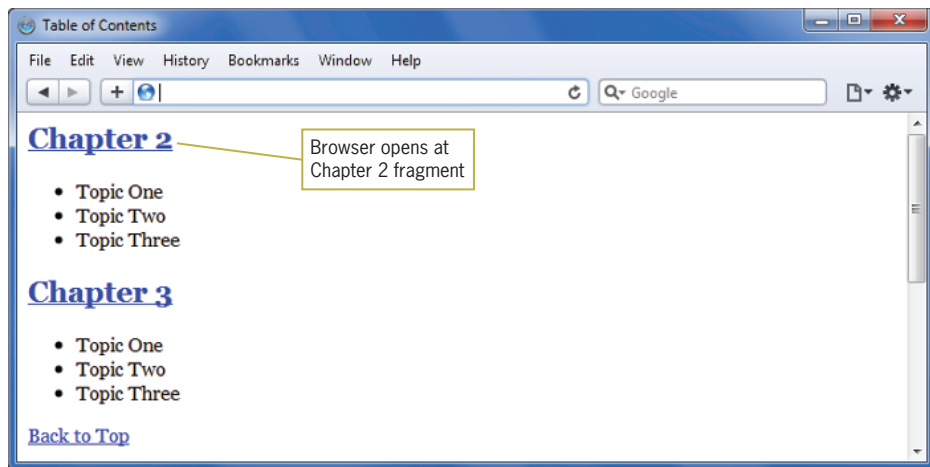 Table of Contents
File Edit View History Bookmarks Window Help
Google
Chapter 2
Browser opens at
Chapter 2 fragment
• Topic One
• Topic Two
• Topic Three
Chapter 3
• Topic One
• Topic Two
• Topic Three
Back to Top